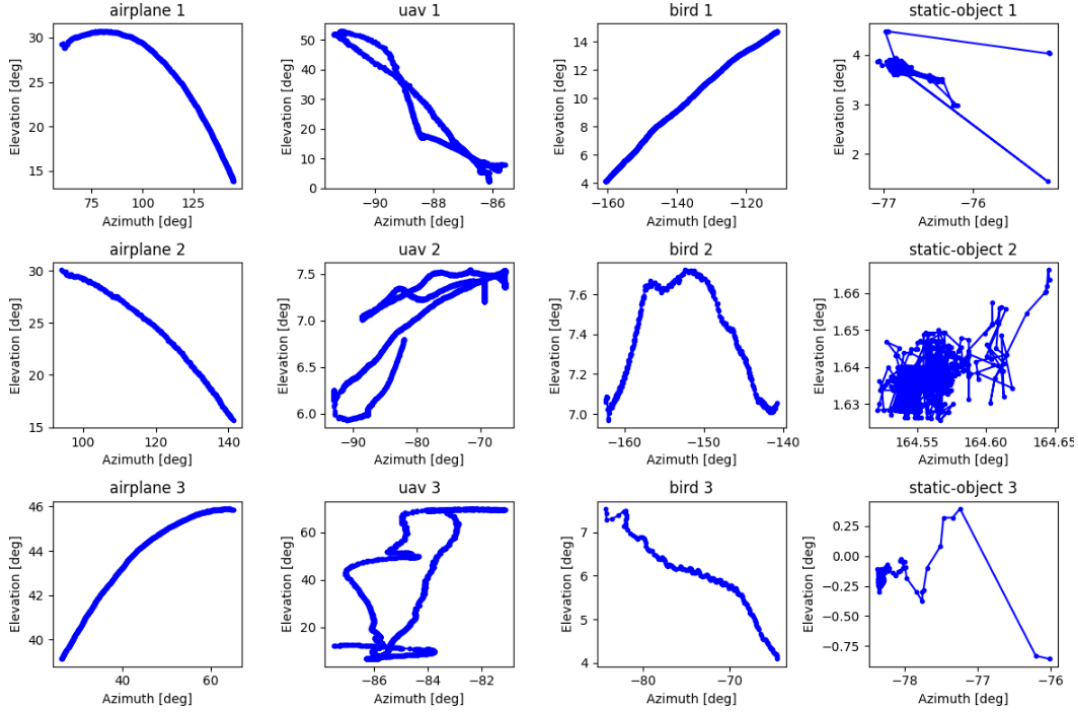 airplane 1 uav 1 bird 1 static-object 1
30 25 20 15
50 40 30 20 10 0
14 12 10 8 6 4
4 3 2
Elevation [deg] Elevation [deg] Elevation [deg] Elevation [deg]
75 100 125 −90 −88 −86 −160 −140 −120 −77 −76
Azimuth [deg] Azimuth [deg] Azimuth [deg] Azimuth [deg]
airplane 2 uav 2 bird 2 static-object 2
30 25 20 15
7.5 7.0 6.5 6.0
7.6 7.4 7.2 7.0
1.66 1.65 1.64 1.63
Elevation [deg] Elevation [deg] Elevation [deg] Elevation [deg]
100 120 140 −90 −80 −70 −160 −150 −140 164.55 164.60 164.65
Azimuth [deg] Azimuth [deg] Azimuth [deg] Azimuth [deg]
airplane 3 uav 3 bird 3 static-object 3
46 44 42 40
60 40 20
7 6 5 4
0.25 0.00 −0.25 −0.50 −0.75
Elevation [deg] Elevation [deg] Elevation [deg] Elevation [deg]
40 60 −86 −84 −82 −80 −70 −78 −77 −76
Azimuth [deg] Azimuth [deg] Azimuth [deg] Azimuth [deg]